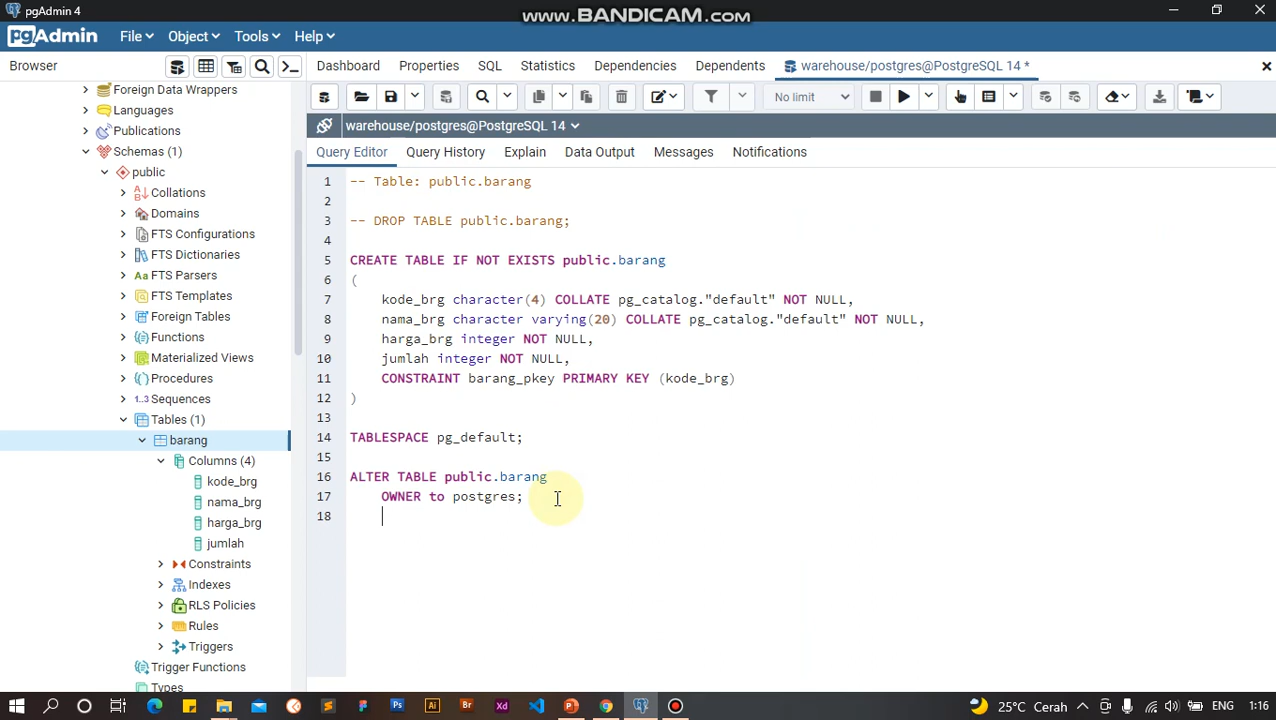 pgAdmin 4
www.BANDICAM.com
pgAdmin File Object Tools Help
Browser
Dashboard Properties SQL Statistics Dependencies Dependents warehouse/postgres@PostgreSQL 14 *
No limit
warehouse/postgres@PostgreSQL 14
Query Editor Query History Explain Data Output Messages Notifications
Foreign Data Wrappers
Languages
Publications
Schemas (1)
public
Collations
Domains
FTS Configurations
FTS Dictionaries
Aa FTS Parsers
FTS Templates
Foreign Tables
Functions
Materialized Views
Procedures
1..3 Sequences
Tables (1)
barang
Columns (4)
kode_brg
nama_brg
harga_brg
jumlah
Constraints
Indexes
RLS Policies
Rules
Triggers
Trigger Functions
Types
1 -- Table: public.barang
2
3 -- DROP TABLE public.barang;
4
5 CREATE TABLE IF NOT EXISTS public.barang
6 (
7 kode_brg character(4) COLLATE pg_catalog."default" NOT NULL,
8 nama_brg character varying(20) COLLATE pg_catalog."default" NOT NULL,
9 harga_brg integer NOT NULL,
10 jumlah integer NOT NULL,
11 CONSTRAINT barang_pkey PRIMARY KEY (kode_brg)
12 )
13
14 TABLESPACE pg_default;
15
16 ALTER TABLE public.barang
17 OWNER to postgres;
18
Ps Ai Br Xd
25°C Cerah 1:16